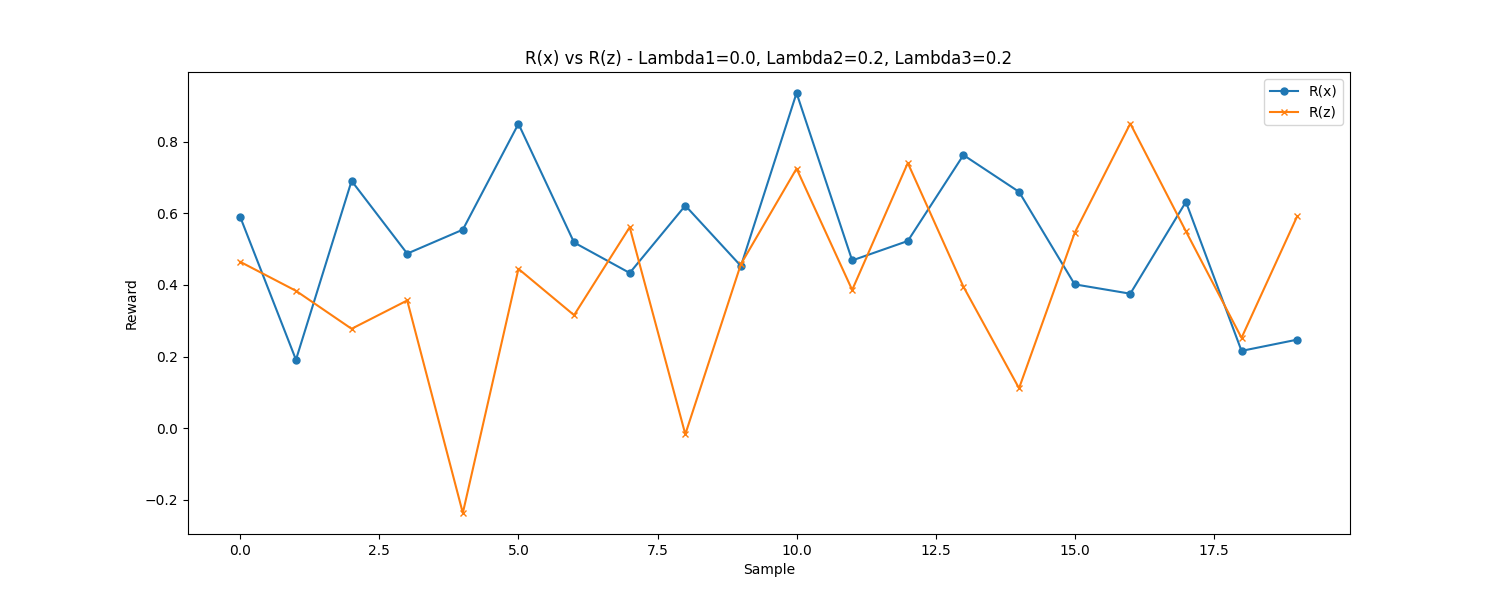 R(x) vs R(z) - Lambda1=0.0, Lambda2=0.2, Lambda3=0.2
R(x)
R(z)
0.8
0.6
0.4
0.2
0.0
−0.2
Reward
0.0 2.5 5.0 7.5 10.0 12.5 15.0 17.5
Sample